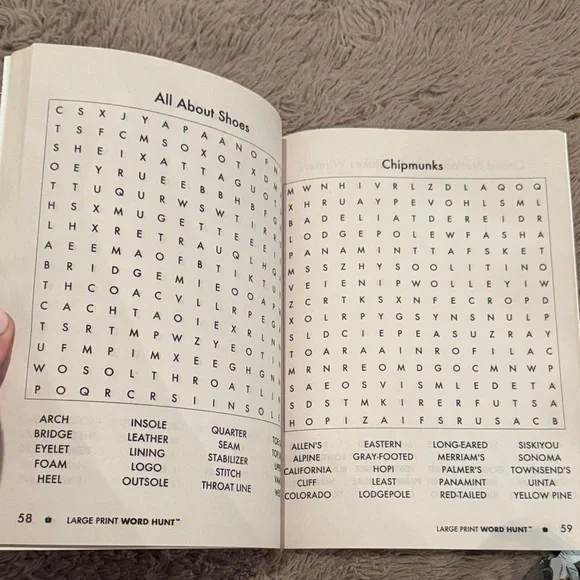 All About Shoes
C S X J Y A P A A N O F
T S F C M S O X O T X D
S H E I X A T T A G U O
O E Y R U E E B B H B F
T T U Q U R W S W T I R
H S X M U G E T T E E E
L H X R E T R A U Q L H
A E E M A O F B T I K T
B R I D G E M I E O O A P
T H C O A C V L L R P E G
C A C H T A O I E X R L N
T S R T M P W Z Y E O T I
U F M P I M X E E G H G N
W O S O L T H R O A T L I N
P O Q R C R S I I N S O L E
ARCH INSOLE QUARTER
BRIDGE LEATHER SEAM
EYELET LINING STABILIZER
FOAM LOGO STITCH
HEEL OUTSOLE THROAT LINE
58 LARGE PRINT WORD HUNT™
Chipmunks
M W N H I V R L Z D L A Q O Q
X H R U A Y P E V O H L S M L
B A D E L I A T D E R E I D R
L O D G E P O L E W F A S H A
P A N A M I N T T A F S K E T
M S S Z H Y S O O L I T I N O
V E I E N I P W O L L E Y I W
Z C R T K S X N F E C R O P D
X O L R P Y G S Y N S N U L P
S L D C I E P E A S U Z R A Y
T O A R A A I N R O F I L A C
M R N R E O M D G O C M N W P
S A E O S V I S M L E D E T A
S D S T M K I R E R F U T S A
H O P I Z A I F S R U S A C B
ALLEN'S EASTERN LONG-EARED SISKIYOU
ALPINE GRAY-FOOTED MERRIAM'S SONOMA
CALIFORNIA HOPI PALMER'S TOWNSEND'S
CLIFF LEAST PANAMINT UINTA
COLORADO LODGEPOLE RED-TAILED YELLOW PINE
LARGE PRINT WORD HUNT™ 59